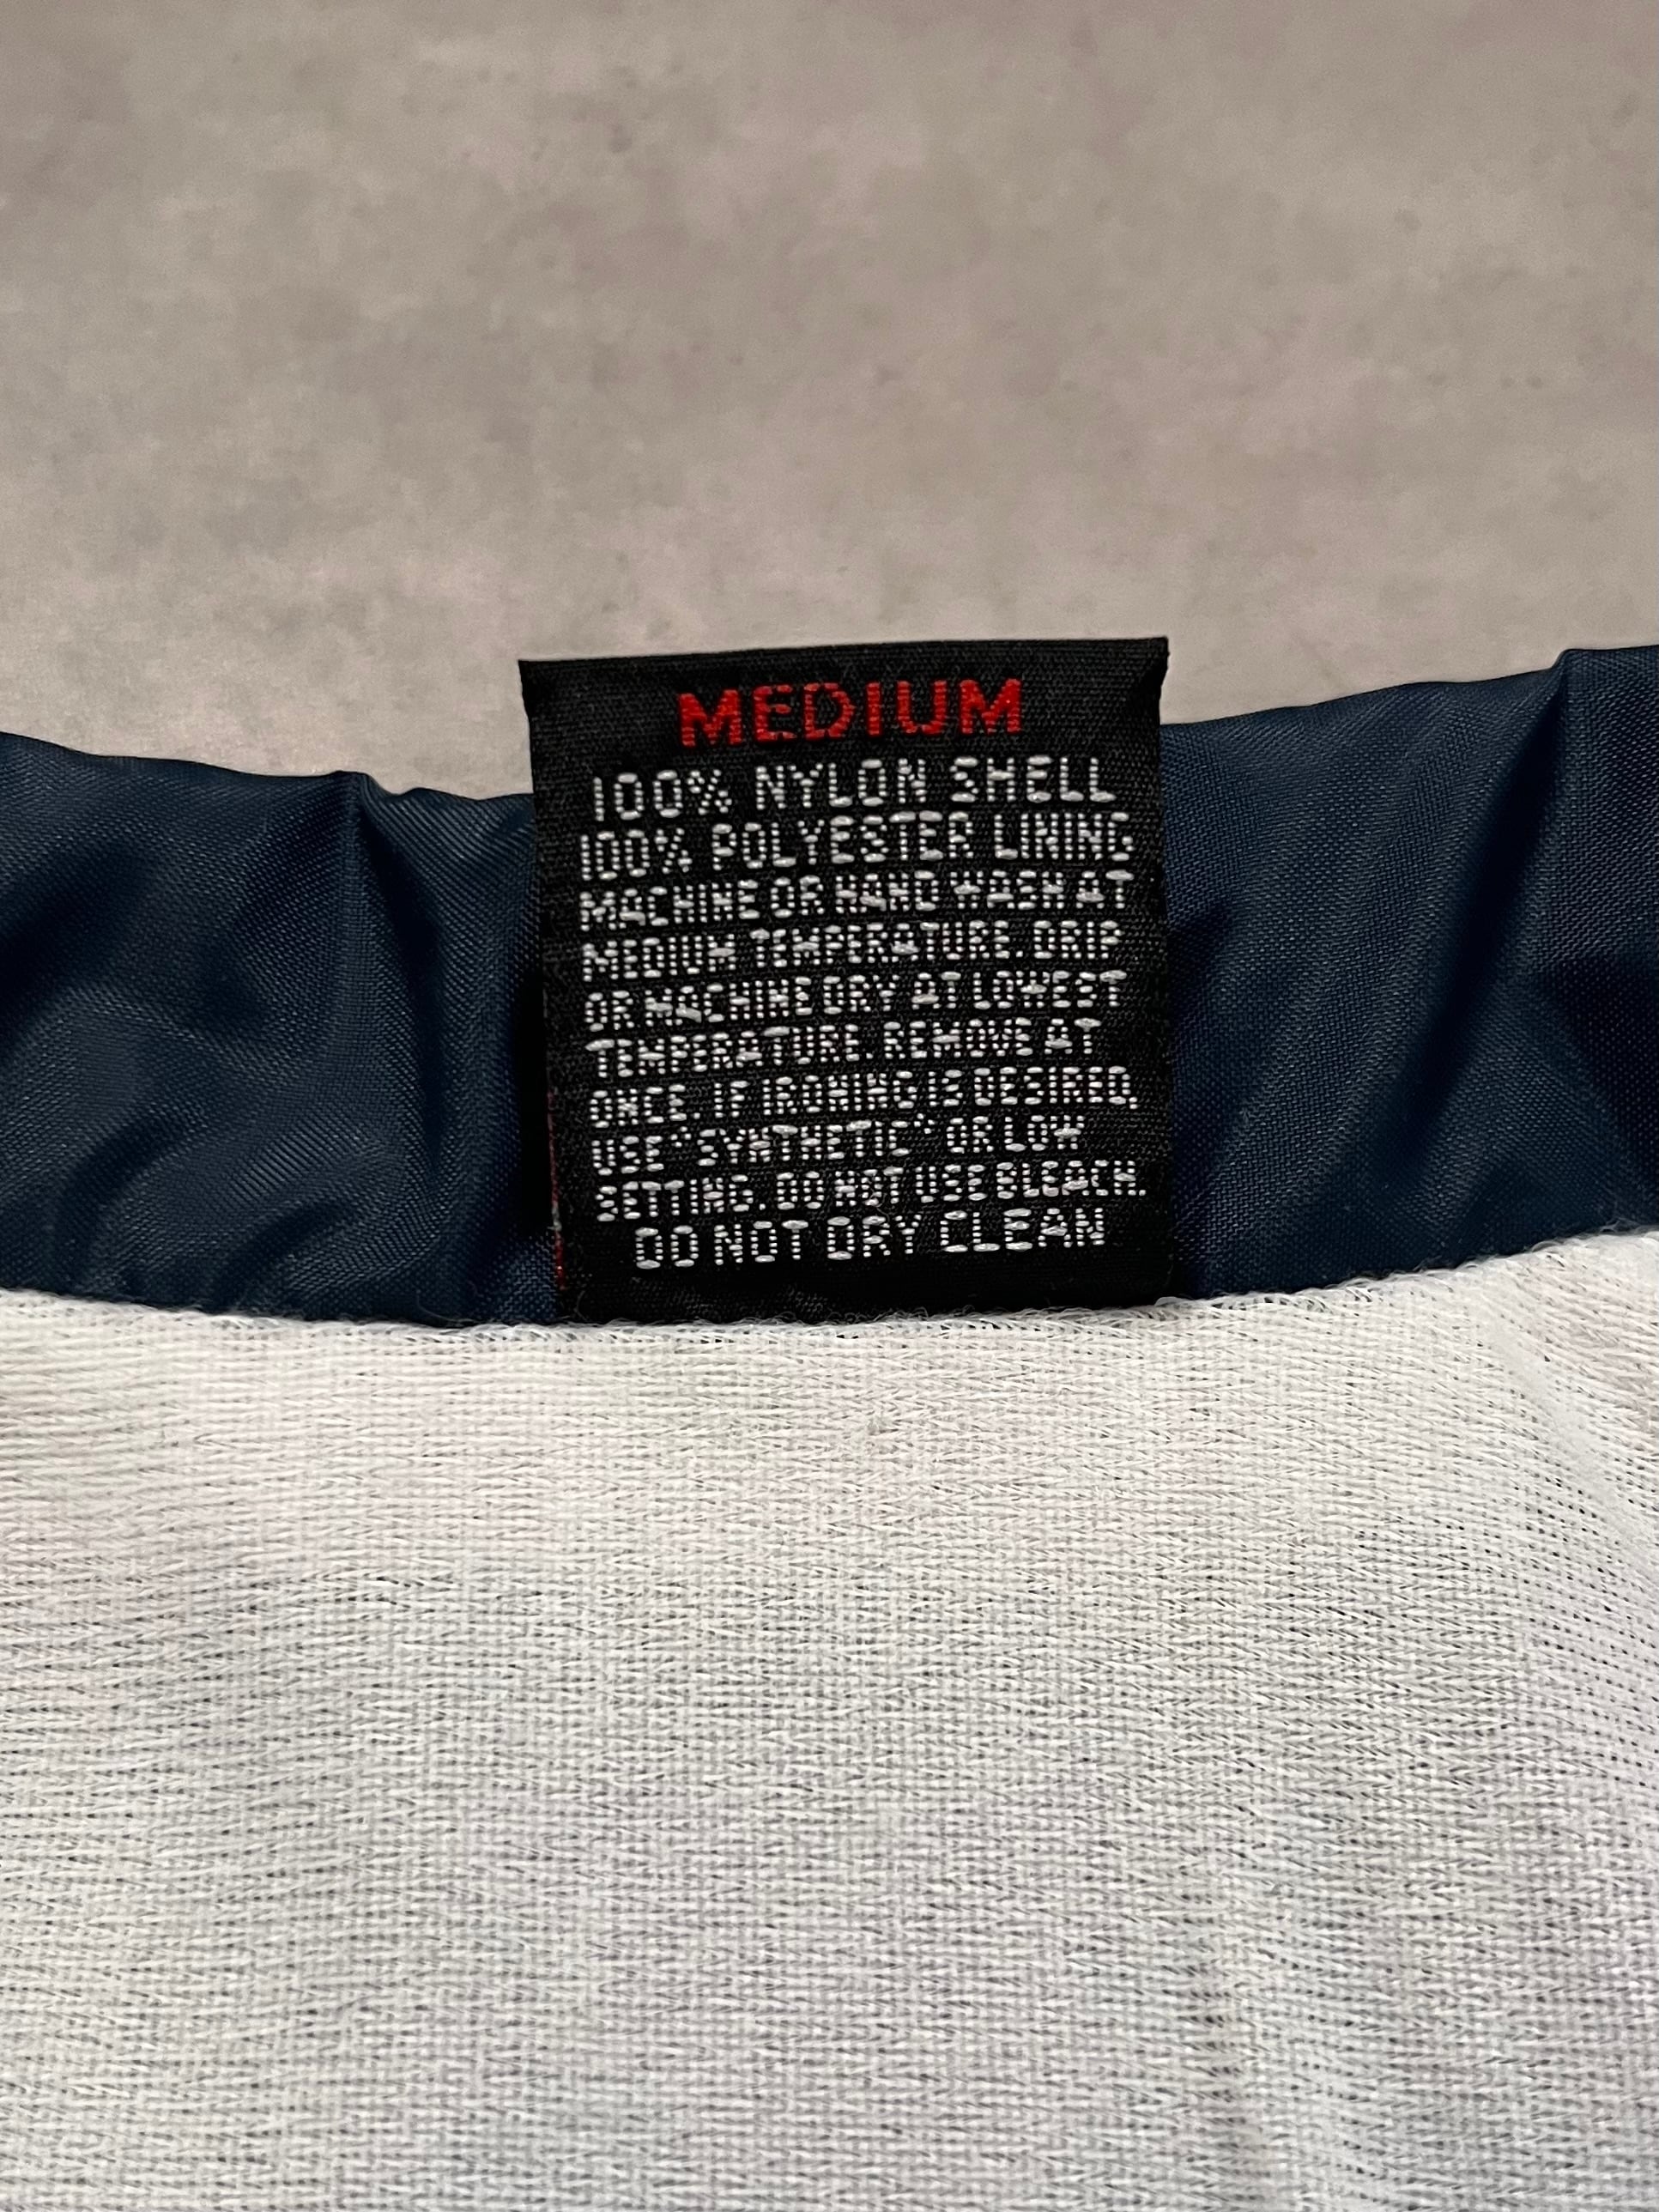 MEDIUM
100% NYLON SHELL
100% POLYESTER LINING
MACHINE OR HAND WASH AT
MEDIUM TEMPERATURE. DRIP
OR MACHINE DRY AT LOWEST
TEMPERATURE. REMOVE AT
ONCE. IF IRONING IS DESIRED,
USE "SYNTHETIC" OR LOW
SETTING. DO NOT USE BLEACH.
DO NOT DRY CLEAN